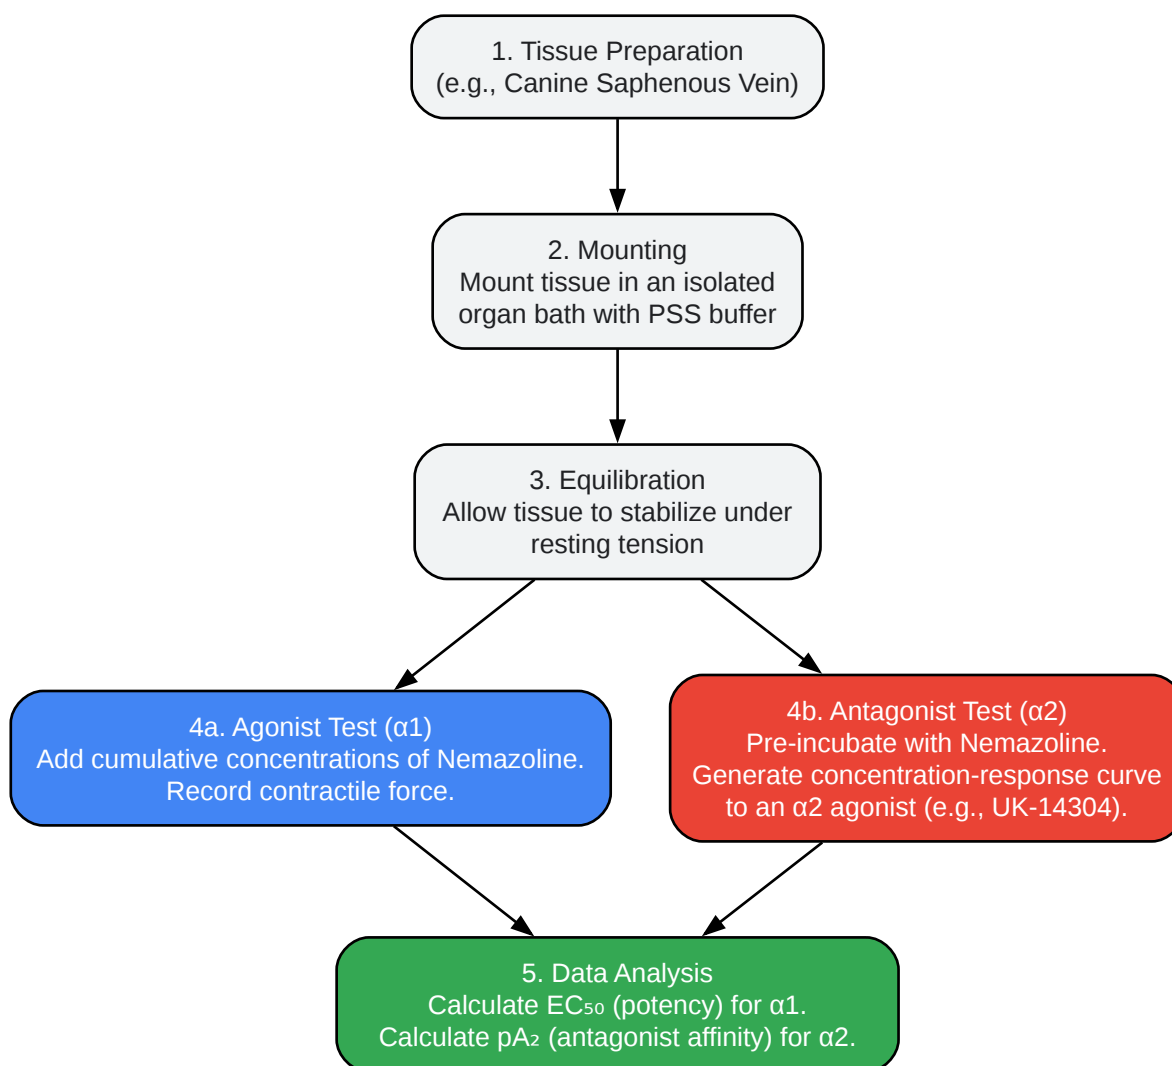 1. Tissue Preparation
(e.g., Canine Saphenous Vein)
2. Mounting
Mount tissue in an isolated
organ bath with PSS buffer
3. Equilibration
Allow tissue to stabilize under
resting tension
4a. Agonist Test (α1)
Add cumulative concentrations of Nemazoline.
Record contractile force.
4b. Antagonist Test (α2)
Pre-incubate with Nemazoline.
Generate concentration-response curve
to an α2 agonist (e.g., UK-14304).
5. Data Analysis
Calculate EC₅₀ (potency) for α1.
Calculate pA₂ (antagonist affinity) for α2.